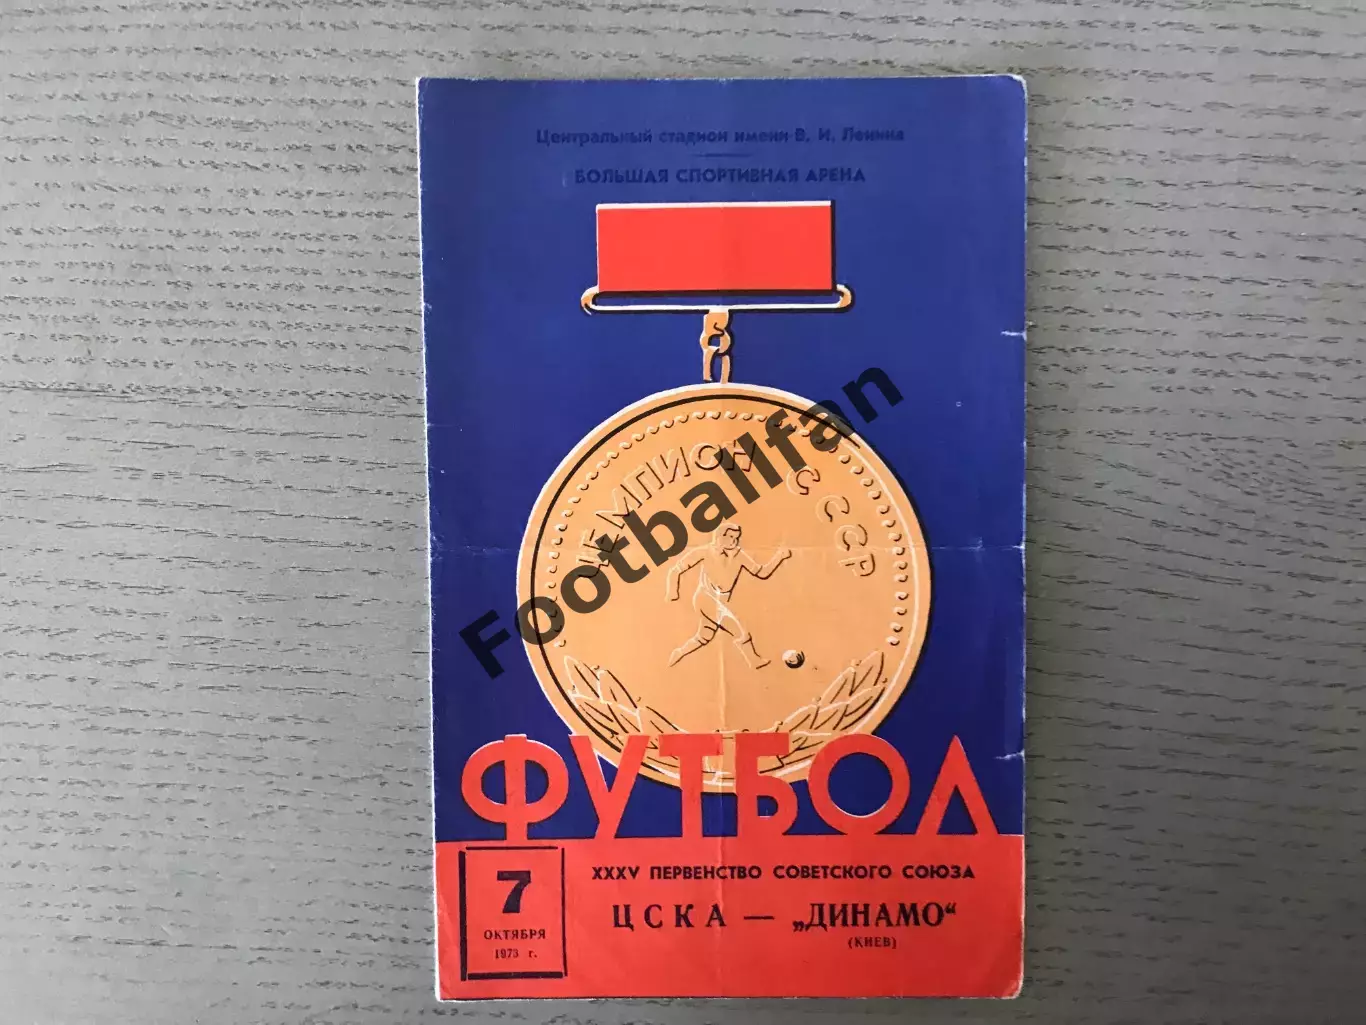 Центральный стадион имени В. И. Ленина
БОЛЬШАЯ СПОРТИВНАЯ АРЕНА
ЧЕМПИОН СССР
Footballfan
ФУТБОЛ
7
ОКТЯБРЯ
1973 г.
XXXV ПЕРВЕНСТВО СОВЕТСКОГО СОЮЗА
ЦСКА — „ДИНАМО“
(КИЕВ)